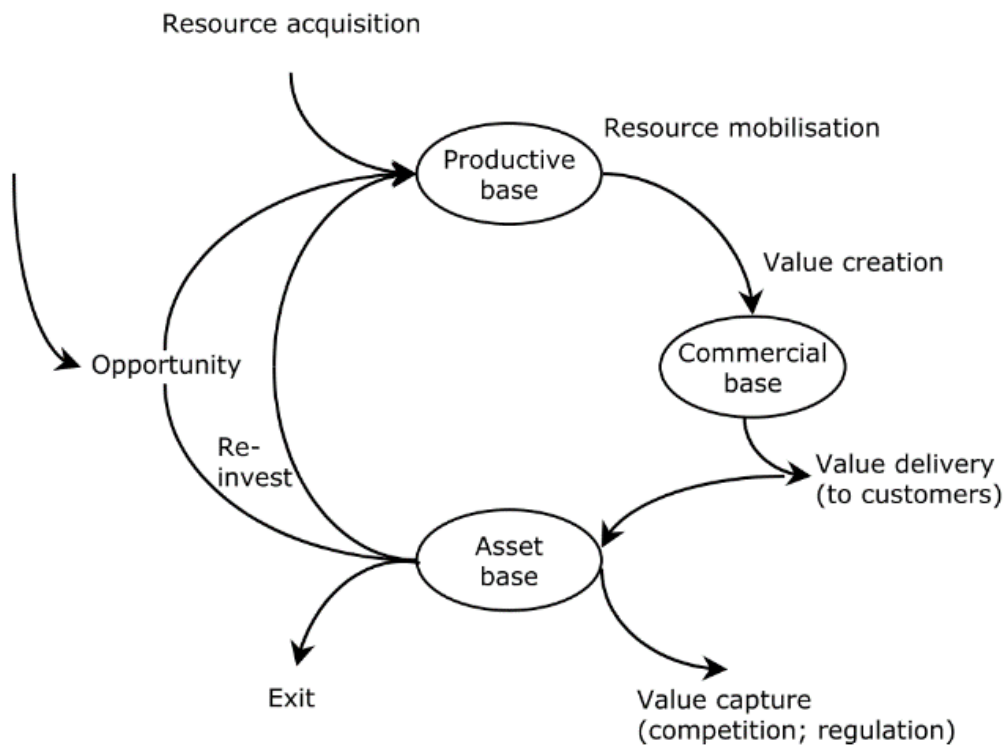 Resource acquisition
Resource mobilisation
Productive
base
Value creation
Commercial
base
Opportunity
Re-
invest
Value delivery
(to customers)
Asset
base
Exit
Value capture
(competition; regulation)